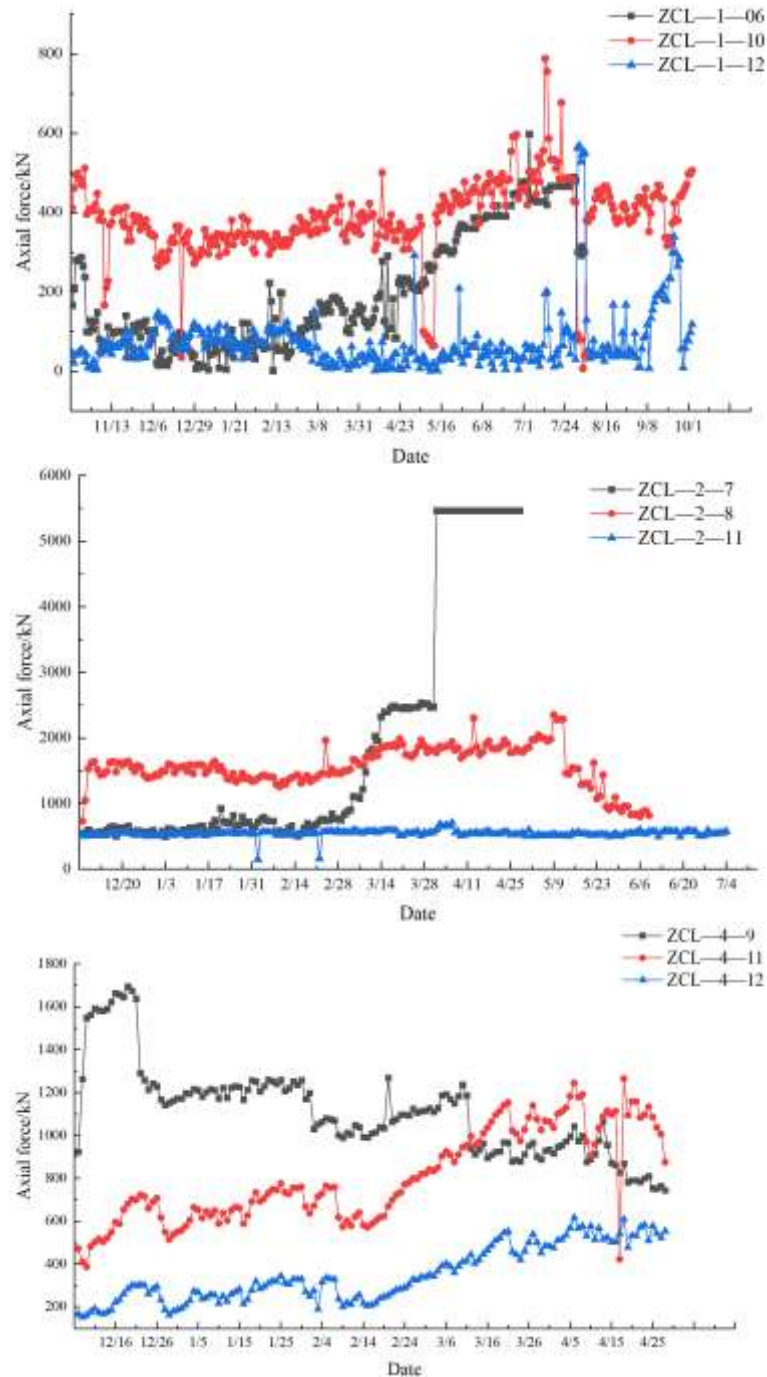 ZCL—1—06
ZCL—1—10
ZCL—1—12
800
600
400
200
0
Axial force/kN
11/13 12/6 12/29 1/21 2/13 3/8 3/31 4/23 5/16 6/8 7/1 7/24 8/16 9/8 10/1
Date
6000
5000
4000
3000
2000
1000
0
Axial force/kN
ZCL—2—7
ZCL—2—8
ZCL—2—11
12/20 1/3 1/17 1/31 2/14 2/28 3/14 3/28 4/11 4/25 5/9 5/23 6/6 6/20 7/4
Date
ZCL—4—9
ZCL—4—11
ZCL—4—12
1800
1600
1400
1200
1000
800
600
400
200
Axial force/kN
12/16 12/26 1/5 1/15 1/25 2/4 2/14 2/24 3/6 3/16 3/26 4/5 4/15 4/25
Date